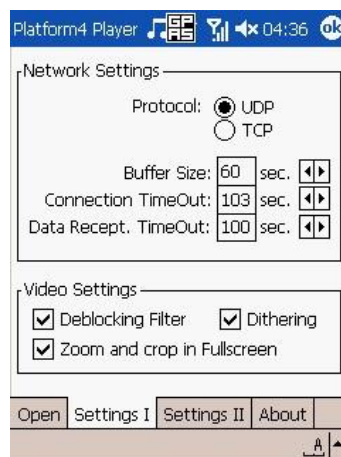 Platform4 Player GPRS 04:36 ok
Network Settings
Protocol: UDP
TCP
Buffer Size: 60 sec.
Connection TimeOut: 103 sec.
Data Recept. TimeOut: 100 sec.
Video Settings
Deblocking Filter Dithering
Zoom and crop in Fullscreen
Open Settings I Settings II About
A